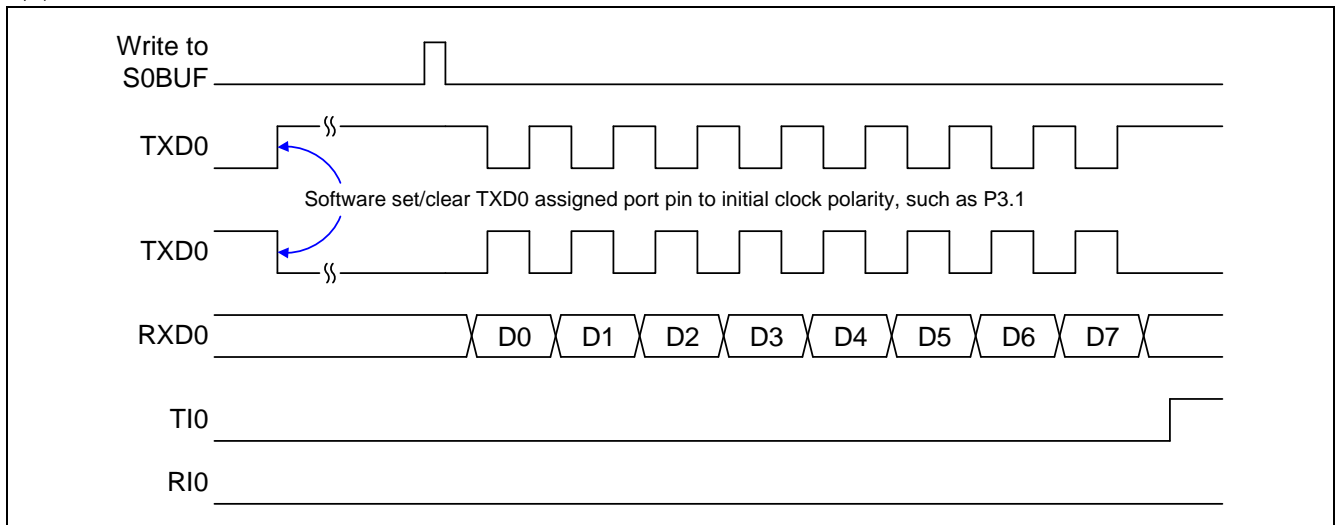 Write to
S0BUF
TXD0
Software set/clear TXD0 assigned port pin to initial clock polarity, such as P3.1
TXD0
RXD0 D0 D1 D2 D3 D4 D5 D6 D7
TI0
RI0